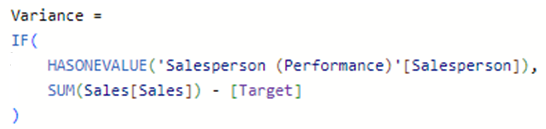 Variance =
IF(
HASONEVALUE('Salesperson (Performance)'[Salesperson]),
SUM(Sales[Sales]) - [Target]
)